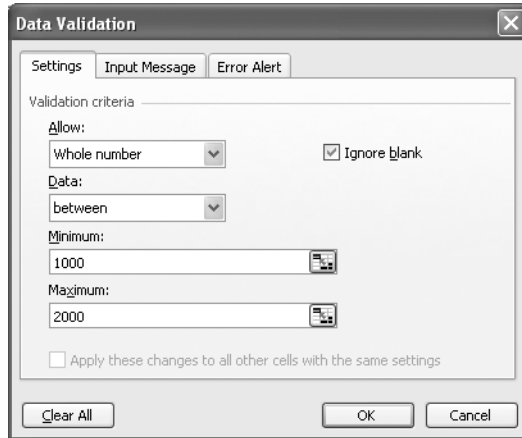 Data Validation
Settings Input Message Error Alert
Validation criteria
Allow:
Whole number Ignore blank
Data:
between
Minimum:
1000
Maximum:
2000
Apply these changes to all other cells with the same settings
Clear All OK Cancel